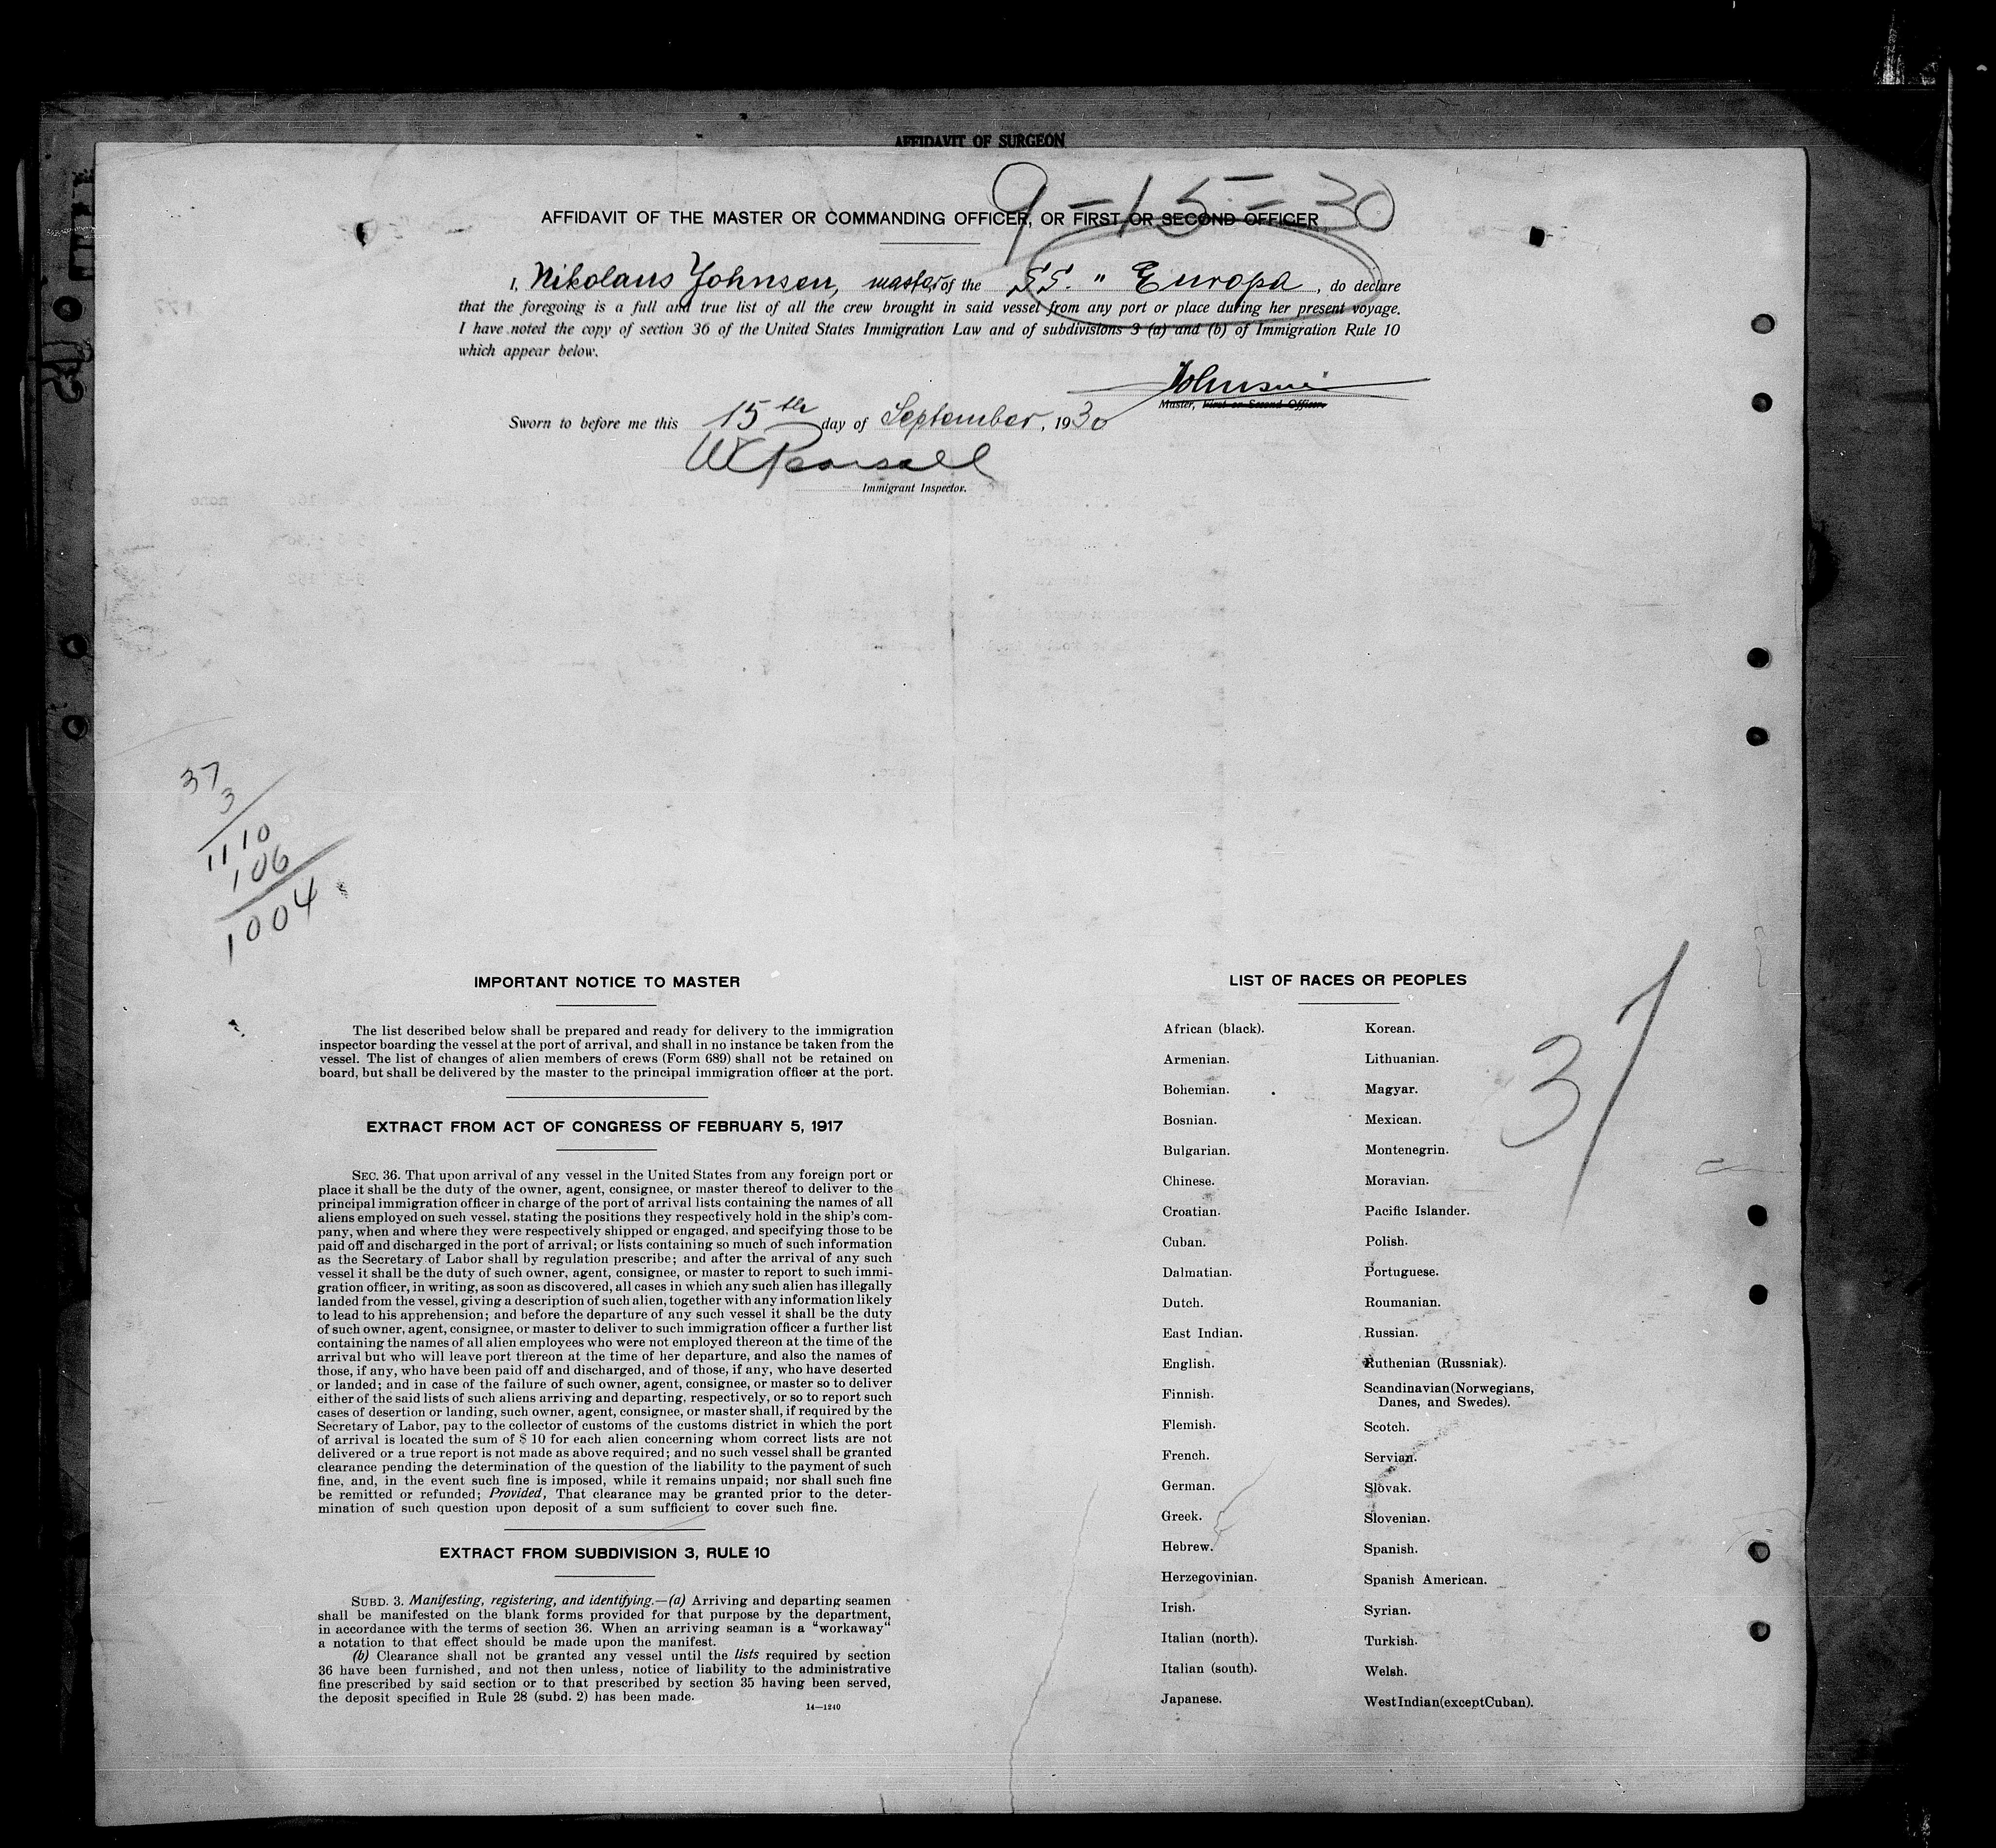 AFFIDAVIT OF SURGEON
9-15-30
AFFIDAVIT OF THE MASTER OR COMMANDING OFFICER, OR FIRST OR SECOND OFFICER
I, Nikolaus Johnsen, master of the SS. " Europa, do declare
that the foregoing is a full and true list of all the crew brought in said vessel from any port or place during her present voyage.
I have noted the copy of section 36 of the United States Immigration Law and of subdivisions 3 (a) and (b) of Immigration Rule 10
which appear below.
Johnsen
Master, First or Second Officer.
Sworn to before me this 15th day of September, 1930
W Pearsall
Immigrant Inspector.
37
3
1110
106
1004
IMPORTANT NOTICE TO MASTER
The list described below shall be prepared and ready for delivery to the immigration
inspector boarding the vessel at the port of arrival, and shall in no instance be taken from the
vessel. The list of changes of alien members of crews (Form 689) shall not be retained on
board, but shall be delivered by the master to the principal immigration officer at the port.
EXTRACT FROM ACT OF CONGRESS OF FEBRUARY 5, 1917
SEC. 36. That upon arrival of any vessel in the United States from any foreign port or
place it shall be the duty of the owner, agent, consignee, or master thereof to deliver to the
principal immigration officer in charge of the port of arrival lists containing the names of all
aliens employed on such vessel, stating the positions they respectively hold in the ship's com-
pany, when and where they were respectively shipped or engaged, and specifying those to be
paid off and discharged in the port of arrival; or lists containing so much of such information
as the Secretary of Labor shall by regulation prescribe; and after the arrival of any such
vessel it shall be the duty of such owner, agent, consignee, or master to report to such immi-
gration officer, in writing, as soon as discovered, all cases in which any such alien has illegally
landed from the vessel, giving a description of such alien, together with any information likely
to lead to his apprehension; and before the departure of any such vessel it shall be the duty
of such owner, agent, consignee, or master to deliver to such immigration officer a further list
containing the names of all alien employees who were not employed thereon at the time of the
arrival but who will leave port thereon at the time of her departure, and also the names of
those, if any, who have been paid off and discharged, and of those, if any, who have deserted
or landed; and in case of the failure of such owner, agent, consignee, or master so to deliver
either of the said lists of such aliens arriving and departing, respectively, or so to report such
cases of desertion or landing, such owner, agent, consignee, or master shall, if required by the
Secretary of Labor, pay to the collector of customs of the customs district in which the port
of arrival is located the sum of $ 10 for each alien concerning whom correct lists are not
delivered or a true report is not made as above required; and no such vessel shall be granted
clearance pending the determination of the question of the liability to the payment of such
fine, and, in the event such fine is imposed, while it remains unpaid; nor shall such fine
be remitted or refunded; Provided, That clearance may be granted prior to the deter-
mination of such question upon deposit of a sum sufficient to cover such fine.
EXTRACT FROM SUBDIVISION 3, RULE 10
SUBD. 3. Manifesting, registering, and identifying.—(a) Arriving and departing seamen
shall be manifested on the blank forms provided for that purpose by the department,
in accordance with the terms of section 36. When an arriving seaman is a "workaway"
a notation to that effect should be made upon the manifest.
(b) Clearance shall not be granted any vessel until the lists required by section
36 have been furnished, and not then unless, notice of liability to the administrative
fine prescribed by said section or to that prescribed by section 35 having been served,
the deposit specified in Rule 28 (subd. 2) has been made.
14—1240
LIST OF RACES OR PEOPLES
African (black).
Armenian.
Bohemian.
Bosnian.
Bulgarian.
Chinese.
Croatian.
Cuban.
Dalmatian.
Dutch.
East Indian.
English.
Finnish.
Flemish.
French.
German.
Greek.
Hebrew.
Herzegovinian.
Irish.
Italian (north).
Italian (south).
Japanese.
Korean.
Lithuanian.
Magyar.
Mexican.
Montenegrin.
Moravian.
Pacific Islander.
Polish.
Portuguese.
Roumanian.
Russian.
Ruthenian (Russniak).
Scandinavian (Norwegians,
Danes, and Swedes).
Scotch.
Servian.
Slovak.
Slovenian.
Spanish.
Spanish American.
Syrian.
Turkish.
Welsh.
West Indian (except Cuban).
37